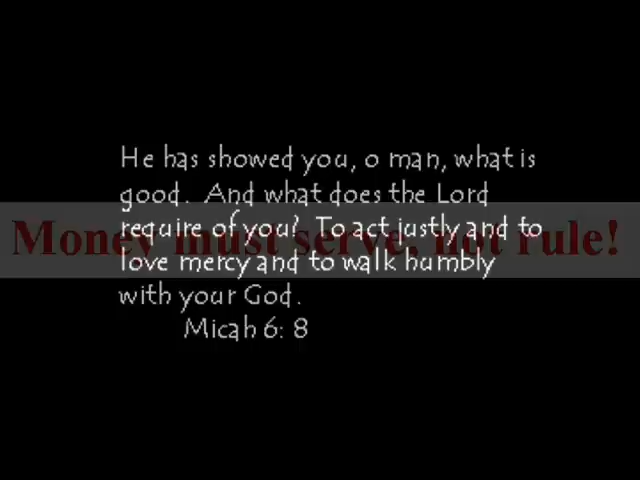 He has showed you, o man, what is
good. And what does the Lord
require of you? To act justly and to
love mercy and to walk humbly
with your God.
Micah 6: 8
Money must serve, not rule!